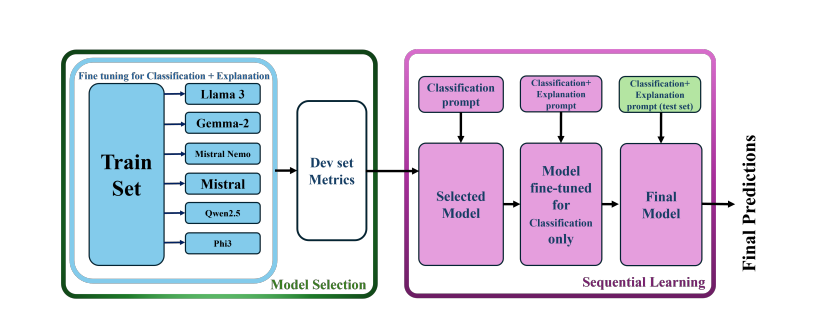 Fine tuning for Classification + Explanation
Train
Set
Llama 3
Gemma-2
Mistral Nemo
Mistral
Qwen2.5
Phi3
Dev set
Metrics
Model Selection
Classification
prompt
Classification+
Explanation
prompt
Classification+
Explanation
prompt (test set)
Selected
Model
Model
fine-tuned
for
Classification
only
Final
Model
Sequential Learning
Final Predictions